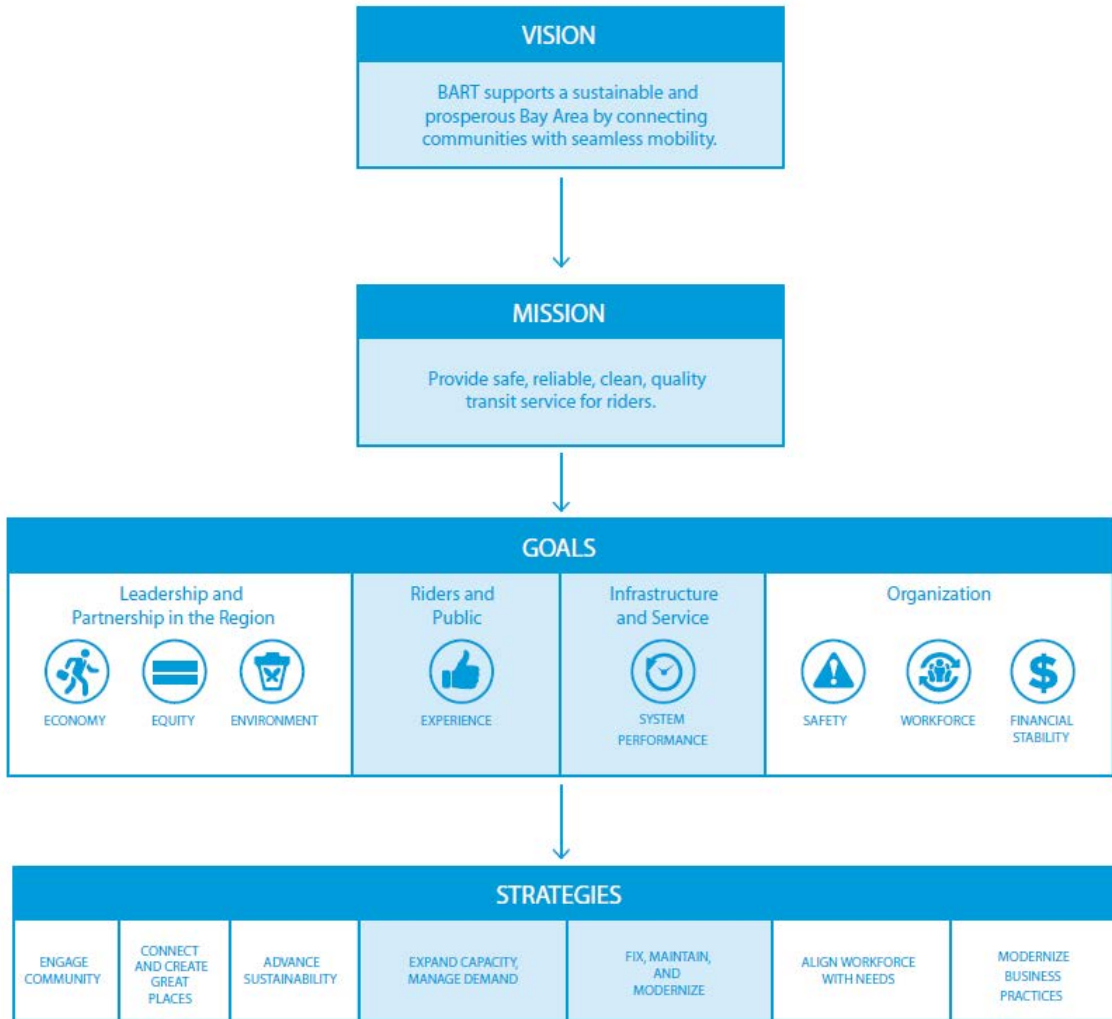 VISION
BART supports a sustainable and
prosperous Bay Area by connecting
communities with seamless mobility.
MISSION
Provide safe, reliable, clean, quality
transit service for riders.
GOALS
Leadership and
Partnership in the Region
ECONOMY
EQUITY
ENVIRONMENT
Riders and
Public
EXPERIENCE
Infrastructure
and Service
SYSTEM
PERFORMANCE
Organization
SAFETY
WORKFORCE
$
FINANCIAL
STABILITY
STRATEGIES
ENGAGE
COMMUNITY
CONNECT
AND CREATE
GREAT
PLACES
ADVANCE
SUSTAINABILITY
EXPAND CAPACITY,
MANAGE DEMAND
FIX, MAINTAIN,
AND
MODERNIZE
ALIGN WORKFORCE
WITH NEEDS
MODERNIZE
BUSINESS
PRACTICES